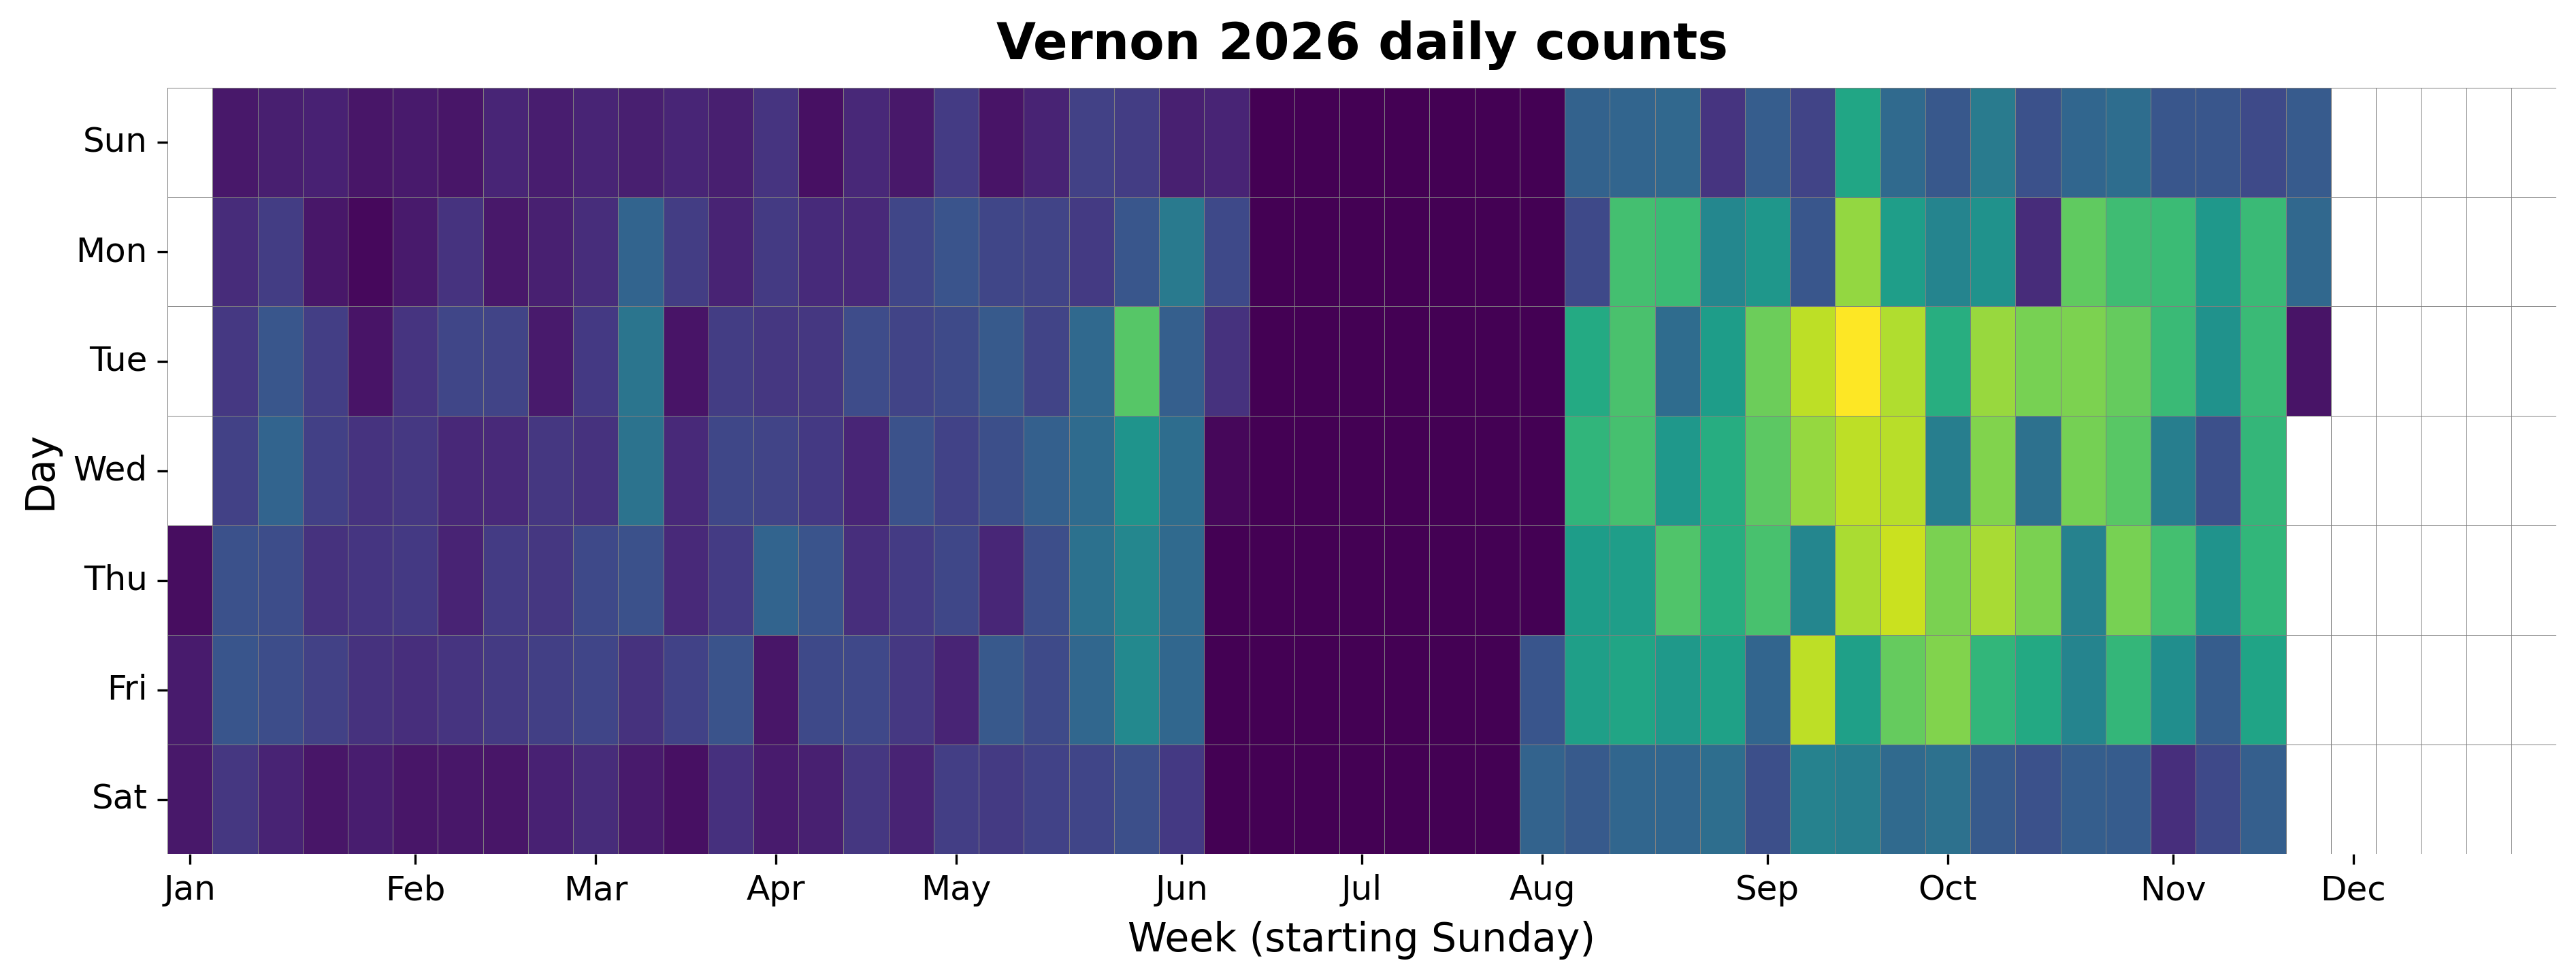 Vernon 2026 daily counts
Day
Sun
Mon
Tue
Wed
Thu
Fri
Sat
Jan Feb Mar Apr May Jun Jul Aug Sep Oct Nov Dec
Week (starting Sunday)